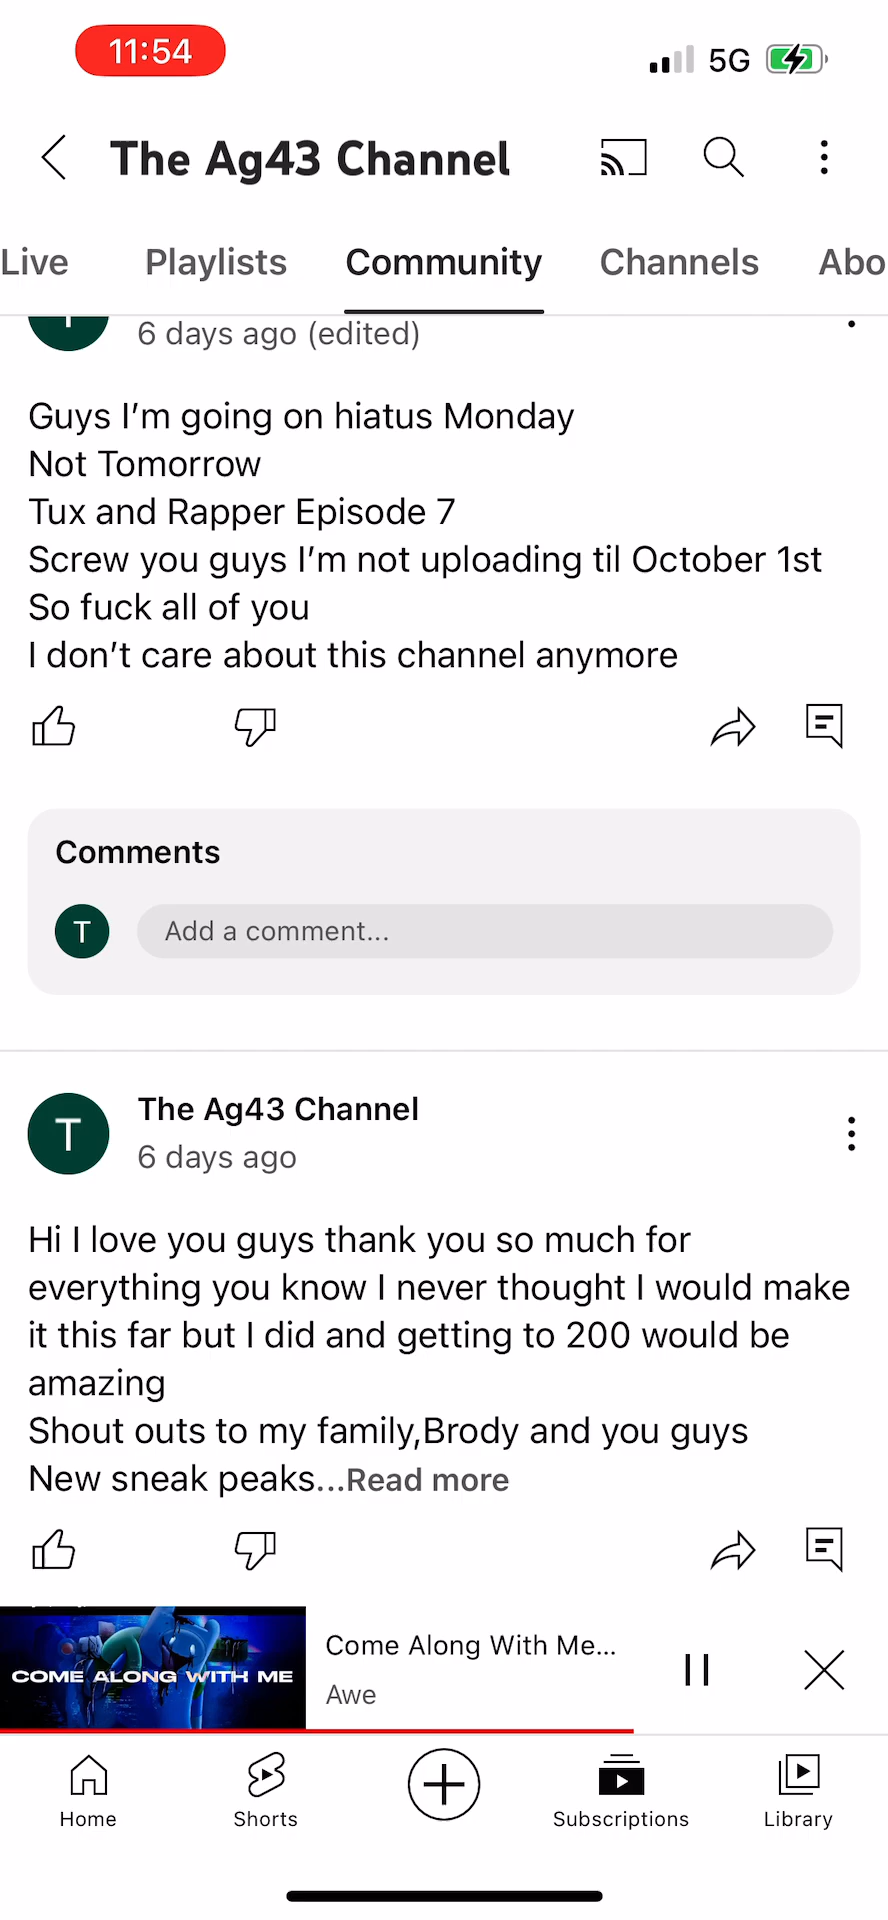 11:54
5G
The Ag43 Channel
Live Playlists Community Channels Abo
6 days ago (edited)
Guys I'm going on hiatus Monday
Not Tomorrow
Tux and Rapper Episode 7
Screw you guys I'm not uploading til October 1st
So fuck all of you
I don't care about this channel anymore
Comments
T
Add a comment...
T
The Ag43 Channel
6 days ago
Hi I love you guys thank you so much for
everything you know I never thought I would make
it this far but I did and getting to 200 would be
amazing
Shout outs to my family,Brody and you guys
New sneak peaks...Read more
COME ALONG WITH ME
Come Along With Me...
Awe
Home Shorts Subscriptions Library